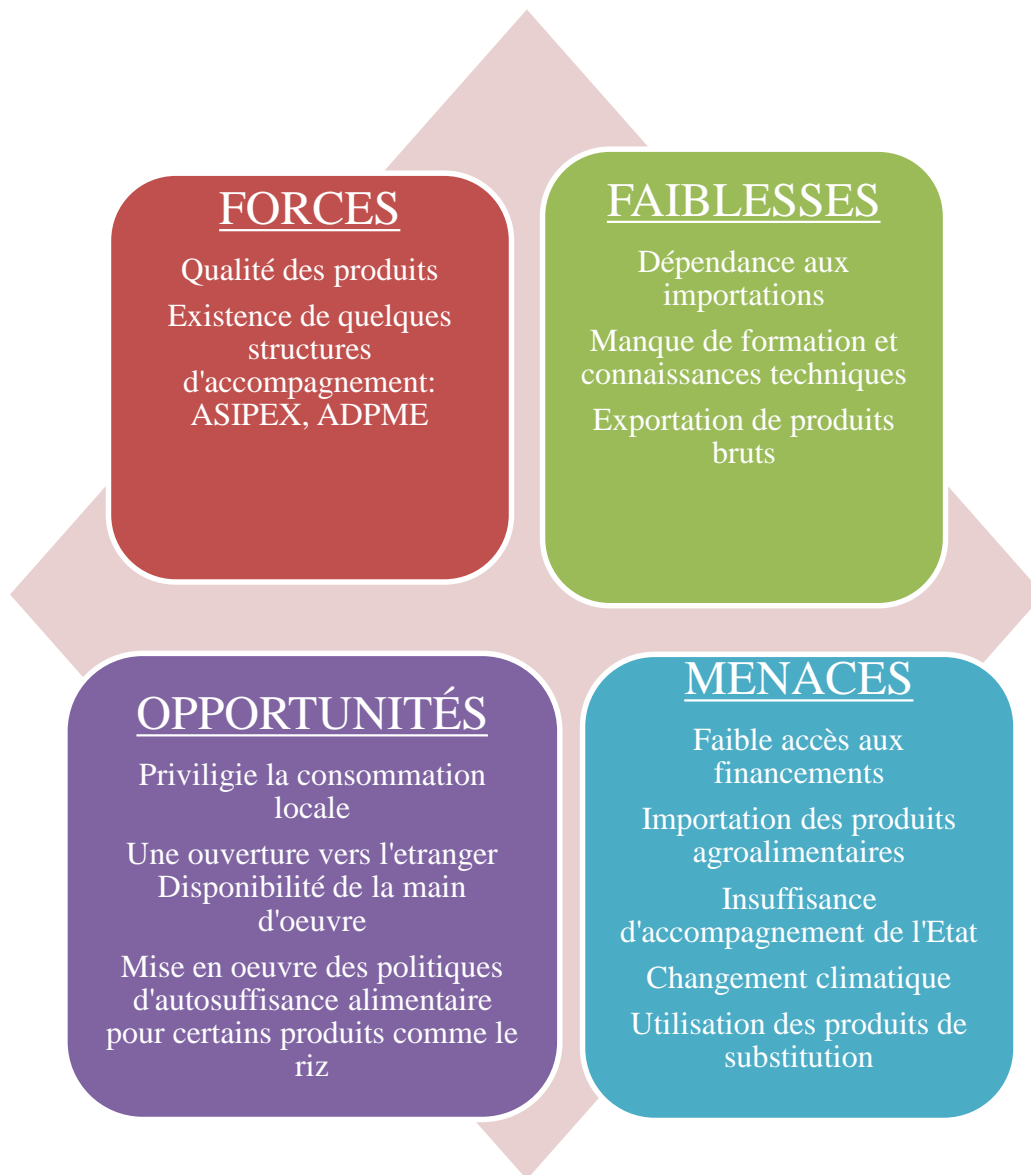 FORCES
Qualité des produits
Existence de quelques
structures
d'accompagnement:
ASIPEX, ADPME
FAIBLESSES
Dépendance aux
importations
Manque de formation et
connaissances techniques
Exportation de produits
bruts
OPPORTUNITÉS
Priviligie la consommation
locale
Une ouverture vers l'etranger
Disponibilité de la main
d'oeuvre
Mise en oeuvre des politiques
d'autosuffisance alimentaire
pour certains produits comme le
riz
MENACES
Faible accès aux
financements
Importation des produits
agroalimentaires
Insuffisance
d'accompagnement de l'Etat
Changement climatique
Utilisation des produits de
substitution